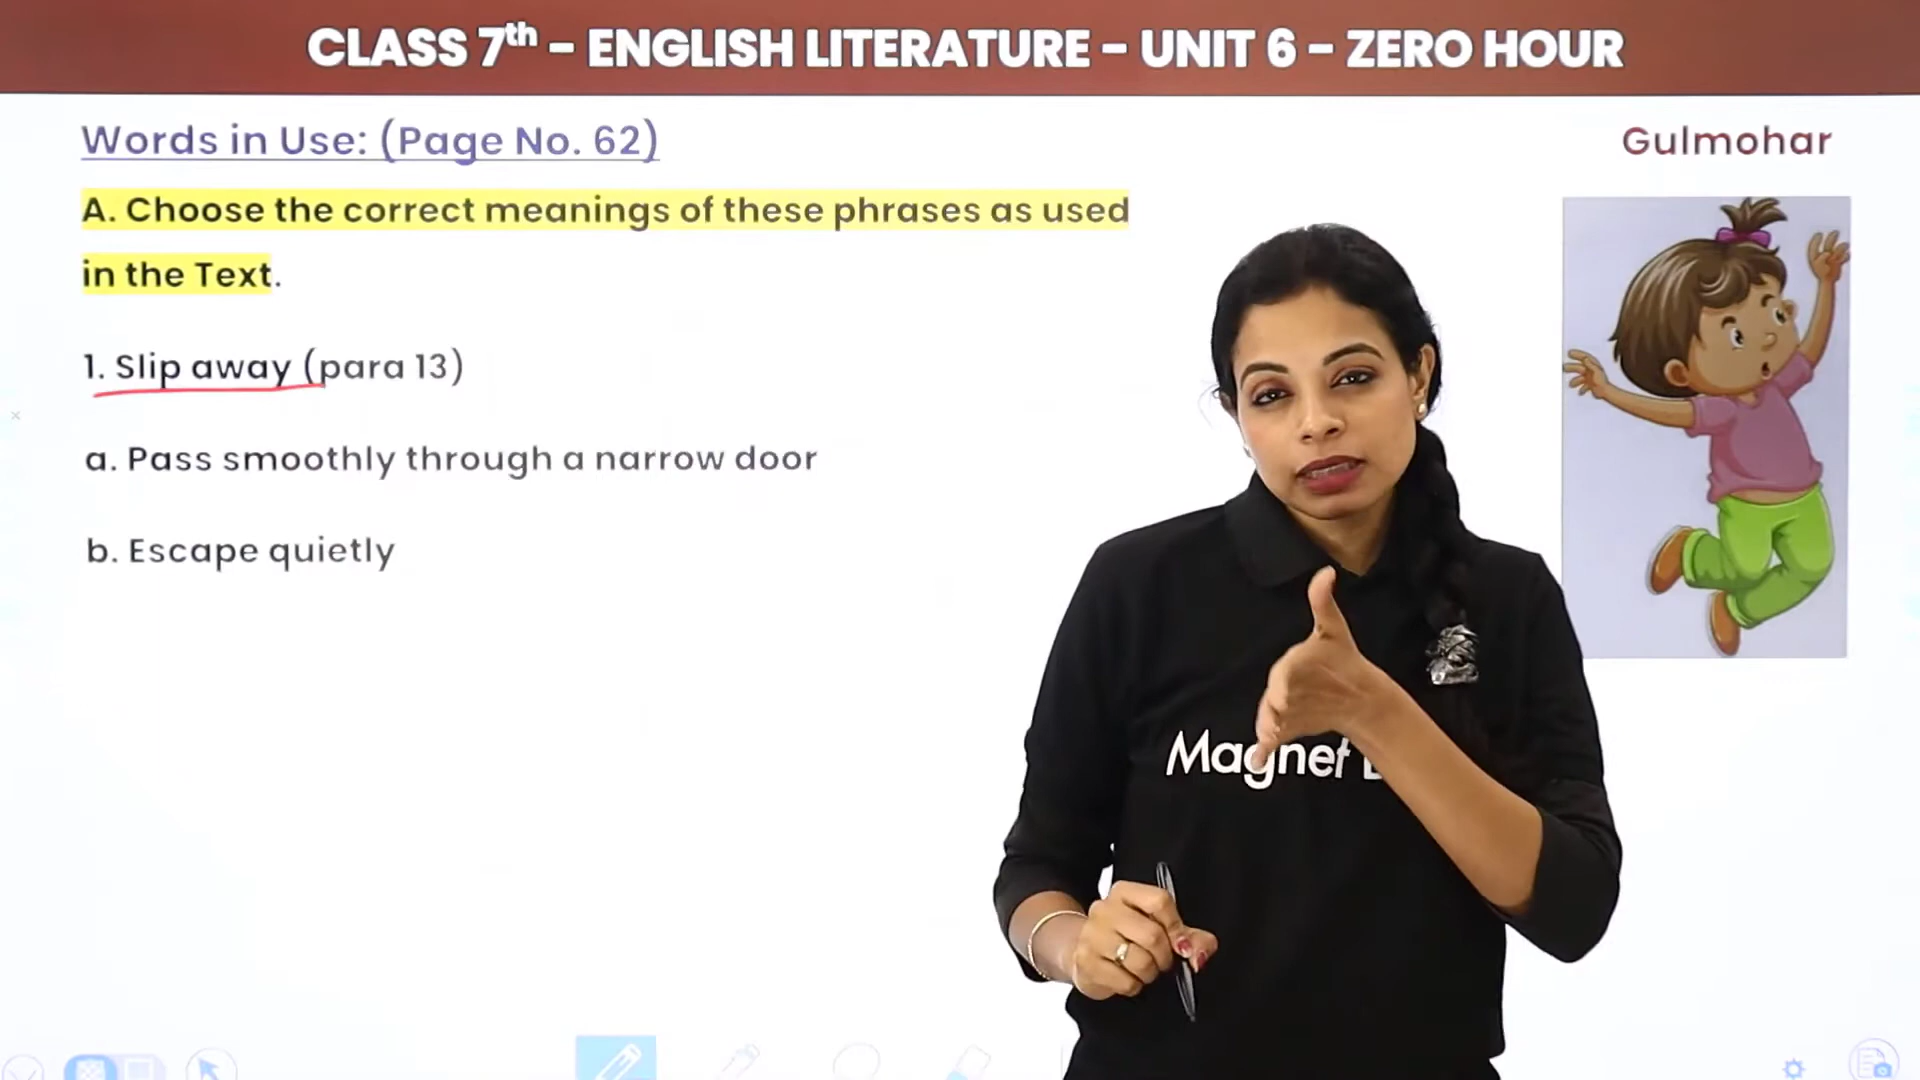 CLASS 7th – ENGLISH LITERATURE – UNIT 6 – ZERO HOUR
Words in Use: (Page No. 62)
Gulmohar
A. Choose the correct meanings of these phrases as used
in the Text.
1. Slip away (para 13)
a. Pass smoothly through a narrow door
b. Escape quietly
Magnet